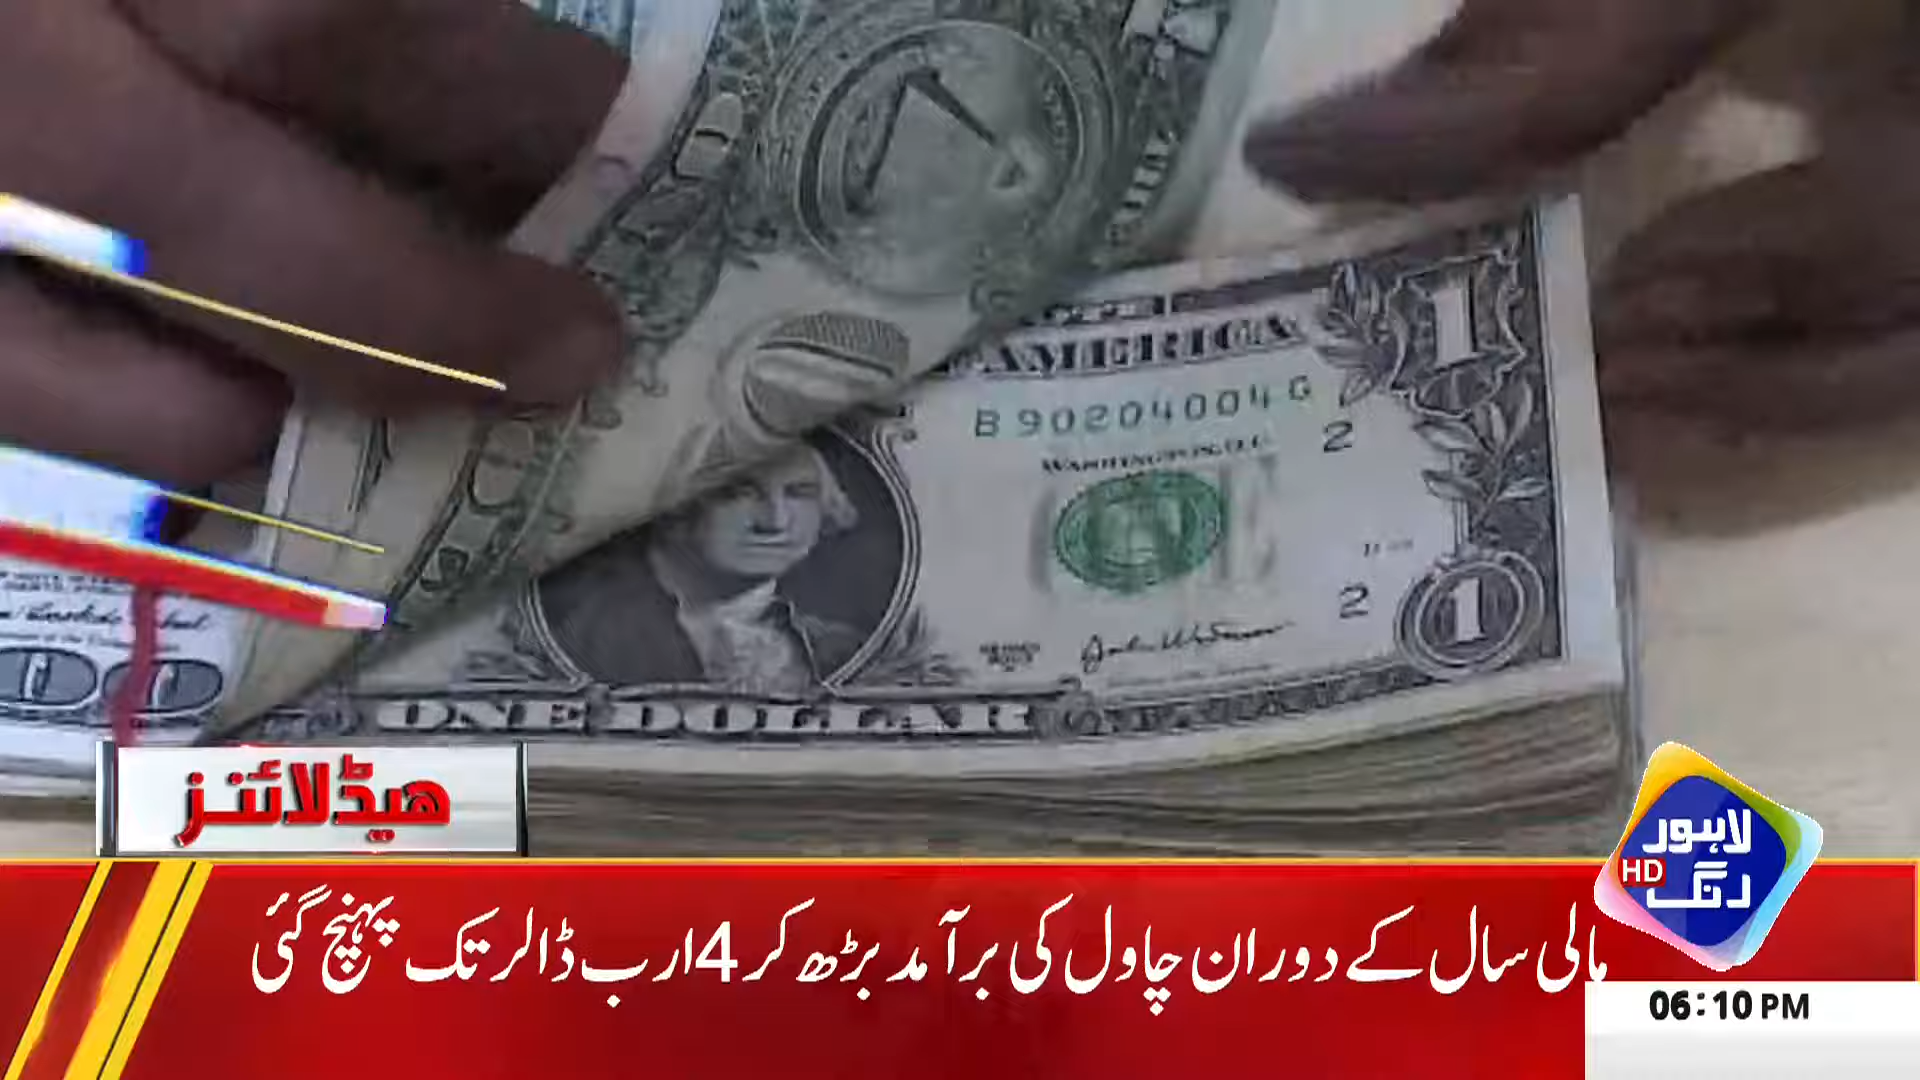 AMERICA
B 90204004 G
WASHINGTON, D.C.
2
1
2
1
ONE DOLLAR
ہیڈلائنز
لاہور
HD
رنگ
مالی سال کے دوران چاول کی برآمد بڑھ کر 4 ارب ڈالر تک پہنچ گئی
06:10 PM